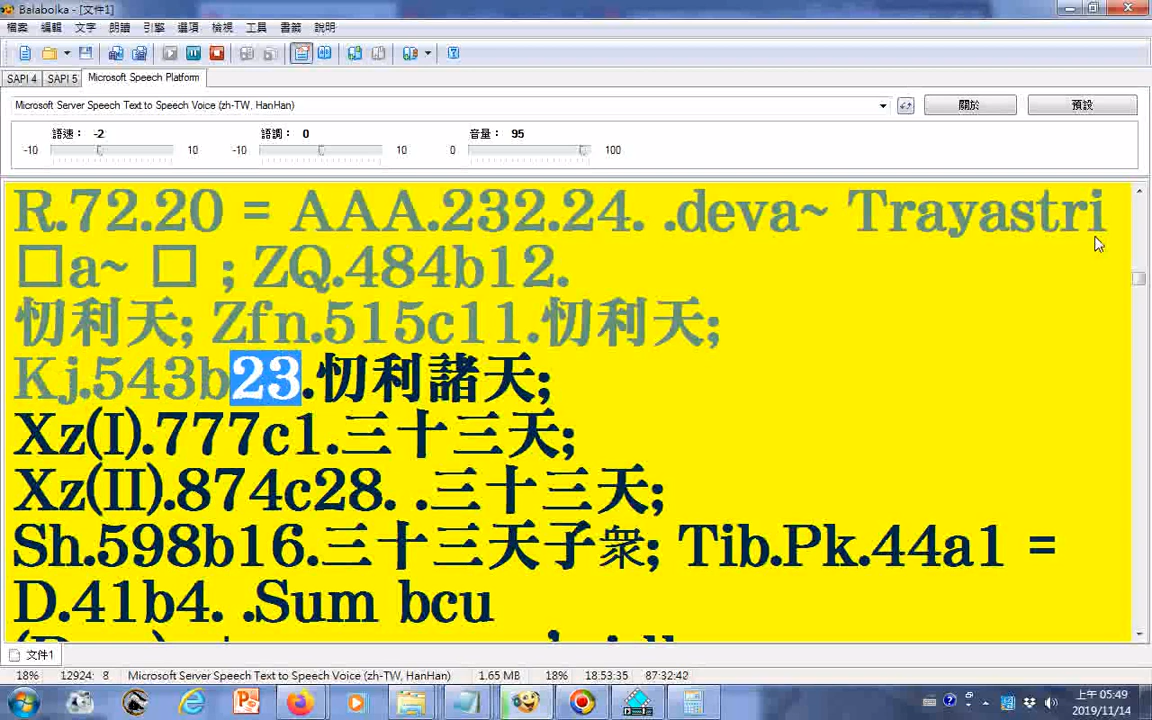 Balabolka - [文件1]
檔案 編輯 文字 朗讀 引擎 選項 檢視 工具 書籤 說明
SAPI 4 SAPI 5 Microsoft Speech Platform
Microsoft Server Speech Text to Speech Voice (zh-TW, HanHan) 關於 預設
語速： -2 語調： 0 音量： 95
-10 10 -10 10 0 100
R.72.20 = AAA.232.24. .deva~ Trayastri
□a~ □ ; ZQ.484b12.
忉利天; Zfn.515c11.忉利天;
Kj.543b23.忉利諸天;
Xz(I).777c1.三十三天;
Xz(II).874c28. .三十三天;
Sh.598b16.三十三天子衆; Tib.Pk.44a1 =
D.41b4. .Sum bcu
文件1
18% 12924: 8 Microsoft Server Speech Text to Speech Voice (zh-TW, HanHan) 1.65 MB 18% 18:53:35 87:32:42
上午 05:49
2019/11/14